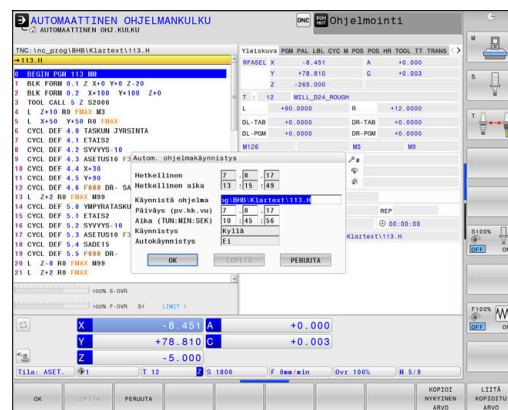 AUTOMAATTINEN OHJELMANKULKU
AUTOMAATTINEN OHJ.KULKU
DNC
Ohjelmointi
TNC:\nc_prog\BHB\Klartext\113.H
→113.H
0 BEGIN PGM 113 MM
1 BLK FORM 0.1 Z X+0 Y+0 Z-20
2 BLK FORM 0.2 X+100 Y+100 Z+0
3 TOOL CALL 5 Z S2000
4 L Z+10 R0 FMAX M3
5 L X+50 Y+50 R0 FMAX
6 CYCL DEF 4.0 TASKUN JYRSINTA
7 CYCL DEF 4.1 ETAIS2
8 CYCL DEF 4.2 SYVYYS-10
9 CYCL DEF 4.3 ASETUS10 F3
10 CYCL DEF 4.4 X+30
11 CYCL DEF 4.5 Y+90
12 CYCL DEF 4.6 F888 DR- SA
13 L Z+2 R0 FMAX M99
14 CYCL DEF 5.0 YMPYRATASKU
15 CYCL DEF 5.1 ETAIS2
16 CYCL DEF 5.2 SYVYYS-10
17 CYCL DEF 5.3 ASETUS10 F3
18 CYCL DEF 5.4 SADE15
19 CYCL DEF 5.5 F888 DR-
20 L Z-8 R0 FMAX M99
21 L Z+2 R0 FMAX
Yleiskuva PGM PAL LBL CYC M POS POS HR TOOL TT TRANS
RFASEL X -8.451 A +0.000
Y +78.810 C +0.003
Z -265.000
T : 12 MILL_D24_ROUGH
L +90.0000 R +12.0000
DL-TAB +0.0000 DR-TAB +0.0000
DL-PGM +0.0000 DR-PGM +0.0000
M126 M5 M9
REP
00:00:00
Klartext\113.H
Autom. ohjelmakäynnistys
Hetkellinen 7 .8 .17
Hetkellinen aika 13 :15 :49
Käynnistä ohjelma og\BHB\Klartext\113.H
Päiväys (pv.kk.vu) 7 .8 .17
Aika (TUN:MIN:SEK) 10 :45 :56
Käynnistys Kyllä
Autokäynnistys Ei
OK LOPETA PERUUTA
100% S-OVR
100% F-OVR S1 LIMIT 1
X -8.451 A +0.000
Y +78.810 C +0.003
Z -5.000
Tila: ASET. 1 T 12 Z S 1800 F 0mm/min Ovr 100% M 5/9
OK LOPETA PERUUTA
KOPIOI NYKYINEN ARVO
LIITÄ KOPIOITU ARVO
M
S
T
S100%
OFF ON
F100%
OFF ON